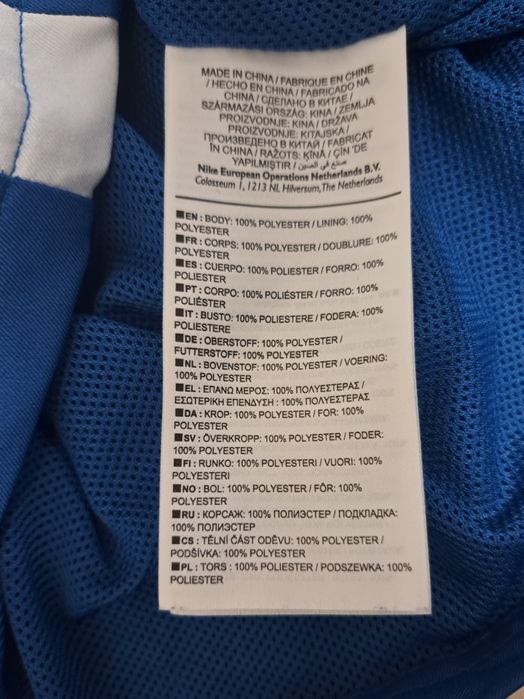 MADE IN CHINA / FABRIQUE EN CHINE
/ HECHO EN CHINA / FABRICADO NA
CHINA / СДЕЛАНО В КИТАЕ /
SZÁRMAZÁSI ORSZÁG: KÍNA / ZEMLJA
PROIZVODNJE: KINA / DRŽAVA
PROIZVODNJE: KITAJSKA /
ПРОИЗВЕДЕНО В КИТАЙ / FABRICAT
ÎN CHINA / RAŽOTS: ĶĪNĀ / ÇİN 'DE
YAPILMIŞTIR / صنع في الصين
Nike European Operations Netherlands B.V.
Colosseum 1, 1213 NL Hilversum, The Netherlands
■ EN : BODY: 100% POLYESTER / LINING: 100%
POLYESTER
■ FR : CORPS: 100% POLYESTER / DOUBLURE: 100%
POLYESTER
■ ES : CUERPO: 100% POLIESTER / FORRO: 100%
POLIESTER
■ PT : CORPO: 100% POLIÉSTER / FORRO: 100%
POLIÉSTER
■ IT : BUSTO: 100% POLIESTERE / FODERA: 100%
POLIESTERE
■ DE : OBERSTOFF: 100% POLYESTER /
FUTTERSTOFF: 100% POLYESTER
■ NL : BOVENSTOF: 100% POLYESTER / VOERING:
100% POLYESTER
■ EL : ΕΠΑΝΩ ΜΕΡΟΣ: 100% ΠΟΛΥΕΣΤΕΡΑΣ /
ΕΣΩΤΕΡΙΚΗ ΕΠΕΝΔΥΣΗ : 100% ΠΟΛΥΕΣΤΕΡΑΣ
■ DA : KROP: 100% POLYESTER / FOR: 100%
POLYESTER
■ SV : ÖVERKROPP: 100% POLYESTER / FODER:
100% POLYESTER
■ FI : RUNKO: 100% POLYESTERI / VUORI: 100%
POLYESTERI
■ NO : BOL: 100% POLYESTER / FÔR: 100%
POLYESTER
■ RU : КОРСАЖ: 100% ПОЛИЭСТЕР / ПОДКЛАДКА:
100% ПОЛИЭСТЕР
■ CS : TĚLNÍ ČÁST ODĚVU: 100% POLYESTER /
PODŠÍVKA: 100% POLYESTER
■ PL : TORS : 100% POLYESTER / PODSZEWKA: 100%
POLIESTER